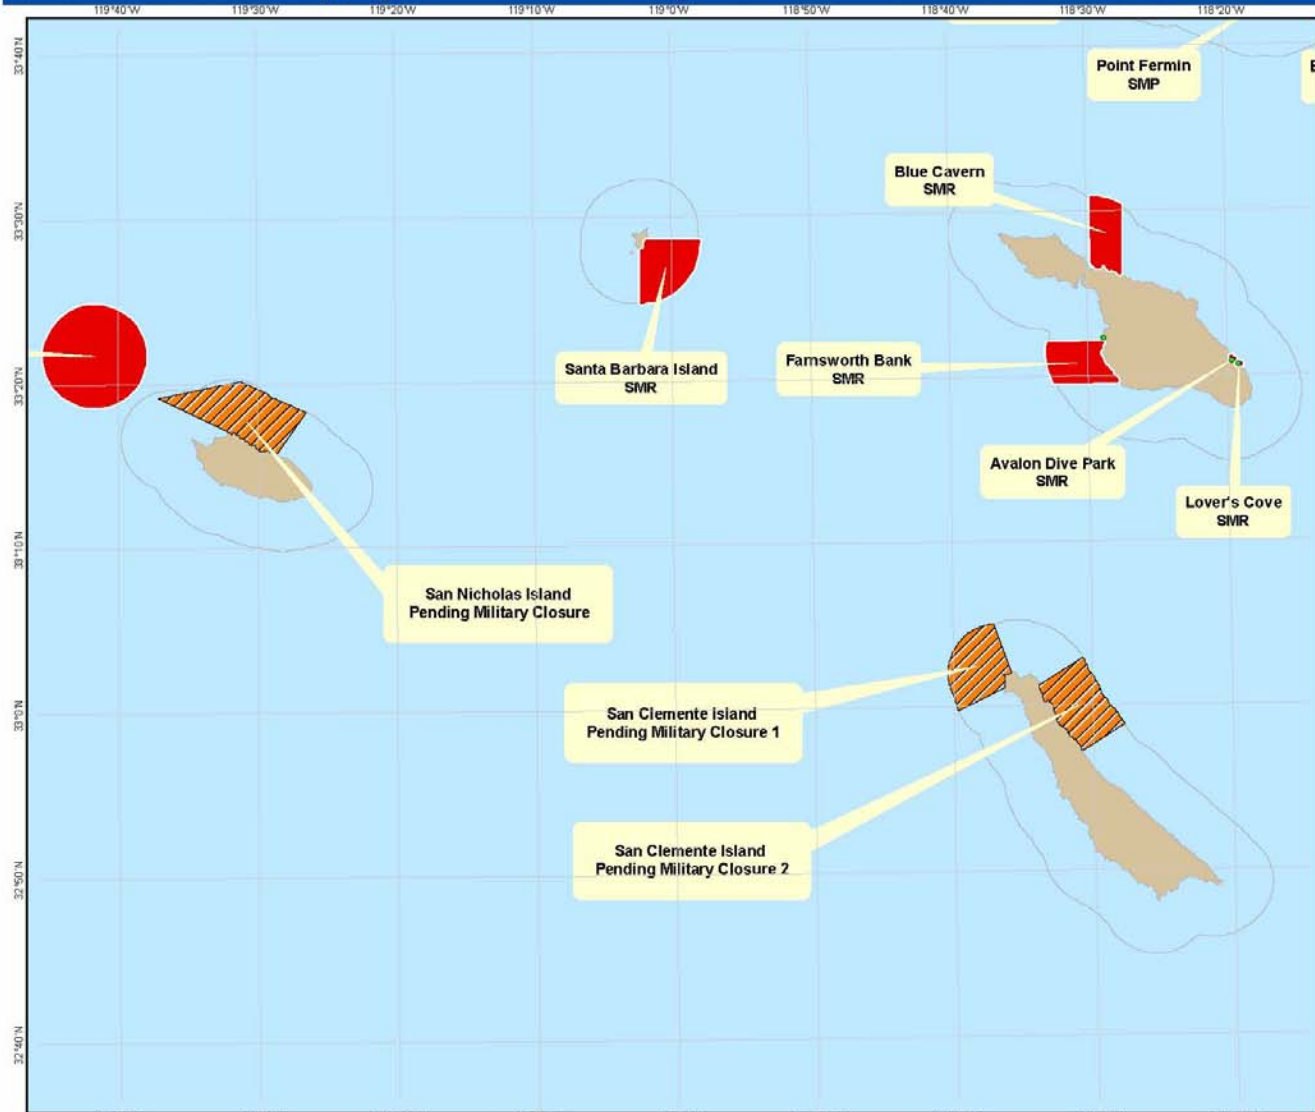 119°40'W 119°30'W 119°20'W 119°10'W 119°0'W 118°50'W 118°40'W 118°30'W 118°20'W
33°40'N
Point Fermin
SMP
Blue Cavern
SMR
33°30'N
Santa Barbara Island
SMR
Farnsworth Bank
SMR
33°20'N
Avalon Dive Park
SMR
Lover's Cove
SMR
33°10'N
San Nicholas Island
Pending Military Closure
33°0'N
San Clemente Island
Pending Military Closure 1
San Clemente Island
Pending Military Closure 2
32°50'N
32°40'N